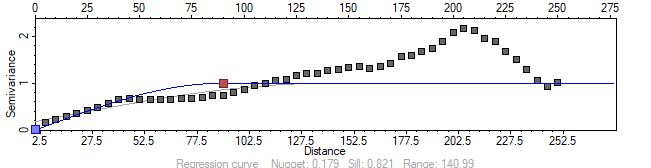 0 25 50 75 100 125 150 175 200 225 250 275
2
1
0
Semivariance
2.5 27.5 52.5 77.5 102.5 127.5 152.5 177.5 202.5 227.5 252.5
Distance
Regression curve Nugget: 0.179 Sill: 0.821 Range: 140.99